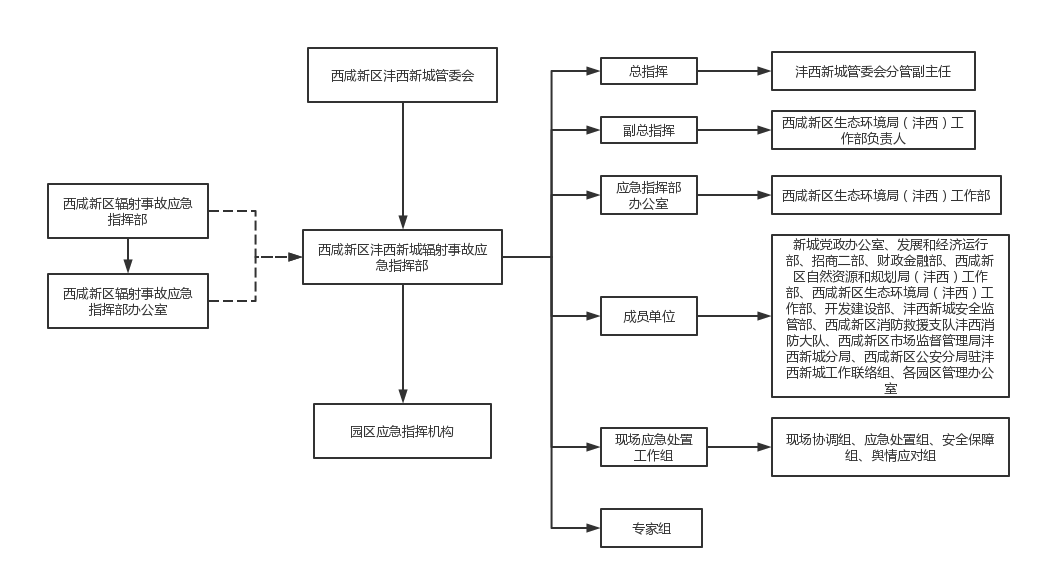 西咸新区沣西新城管委会
西咸新区辐射事故应急
指挥部
西咸新区辐射事故应急
指挥部办公室
西咸新区沣西新城辐射事故应
急指挥部
园区应急指挥机构
总指挥
沣西新城管委会分管副主任
副总指挥
西咸新区生态环境局（沣西）工
作部负责人
应急指挥部
办公室
西咸新区生态环境局（沣西）工作部
成员单位
新城党政办公室、发展和经济运行
部、招商二部、财政金融部、西咸新
区自然资源和规划局（沣西）工作
部、西咸新区生态环境局（沣西）工
作部、开发建设部、沣西新城安全监
管部、西咸新区消防救援支队沣西消
防大队、西咸新区市场监督管理局沣
西新城分局、西咸新区公安分局驻沣
西新城工作联络组、各园区管理办公
室
现场应急处置
工作组
现场协调组、应急处置组、安全保障
组、舆情应对组
专家组